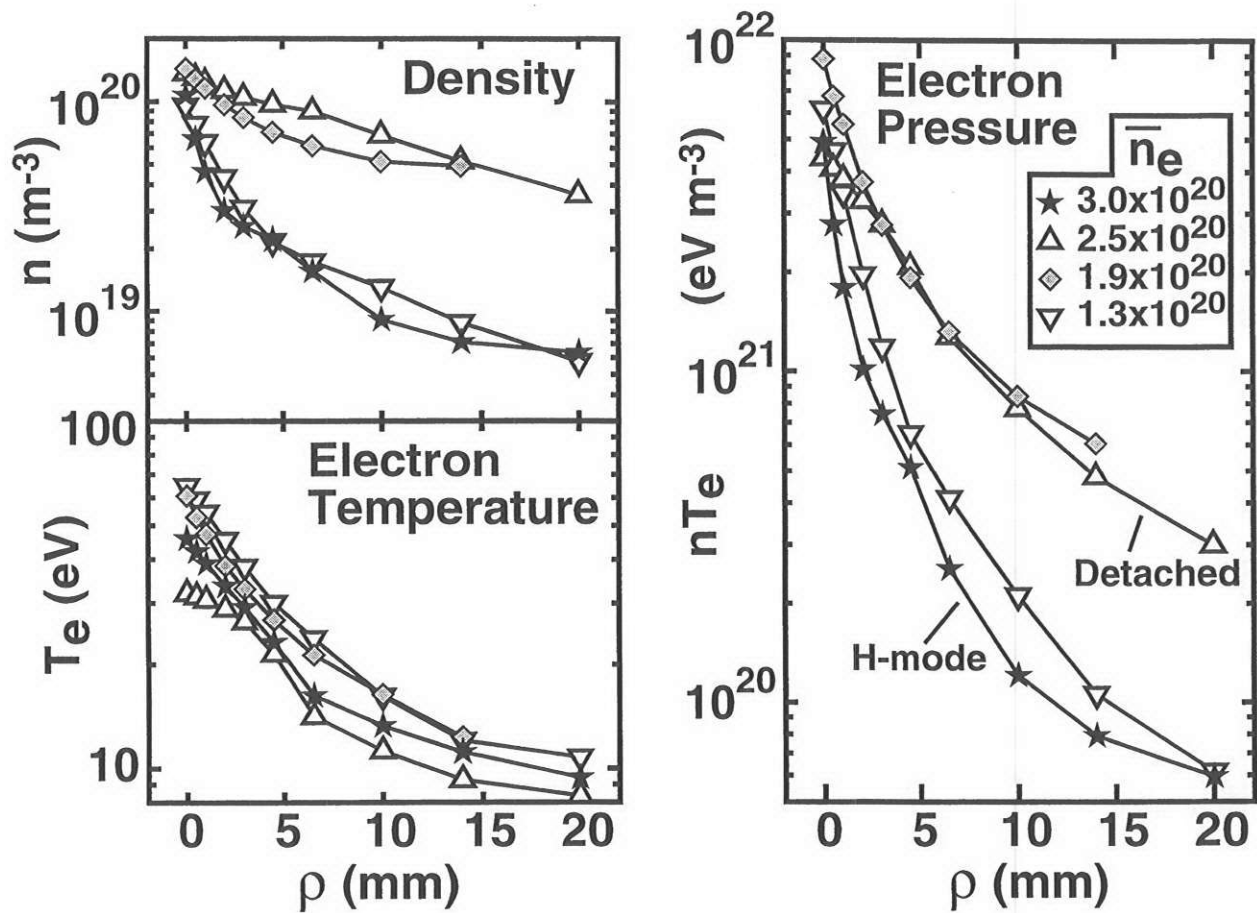 Density
n (m-3)
10^20
10^19
Electron
Temperature
Te (eV)
100
10
0 5 10 15 20
ρ (mm)
Electron
Pressure
nTe (eV m-3)
10^22
10^21
10^20
n̅e
3.0x10^20
2.5x10^20
1.9x10^20
1.3x10^20
Detached
H-mode
0 5 10 15 20
ρ (mm)